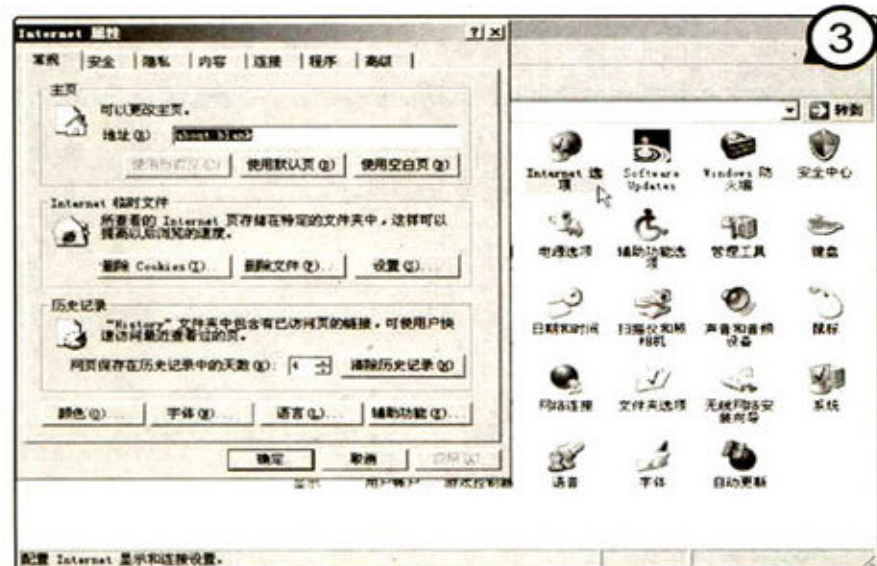 ③
Internet 属性
常规 安全 隐私 内容 连接 程序 高级
主页
可以更改主页。
地址(R): about:blank
使用当前页(C) 使用默认页(D) 使用空白页(B)
Internet 临时文件
所查看的 Internet 页存储在特定的文件夹中，这样可以
提高以后浏览的速度。
删除 Cookies(I)... 删除文件(F)... 设置(S)...
历史记录
“History”文件夹中包含有已访问页的链接，可使用户快
速访问最近查看过的页。
网页保存在历史记录中的天数(K): 4 清除历史记录(H)
颜色(O)... 字体(N)... 语言(L)... 辅助功能(E)...
确定 取消 应用(A)
转到
Internet 选
项
Software
Updates
Windows 防
火墙
安全中心
电源选项
辅助功能选
项
管理工具
键盘
日期和时间
扫描仪和照
相机
声音和音频
设备
鼠标
网络连接
文件夹选项
无线网络安
装向导
系统
显示
用户帐户
游戏控制器
语音
字体
自动更新
配置 Internet 显示和连接设置。